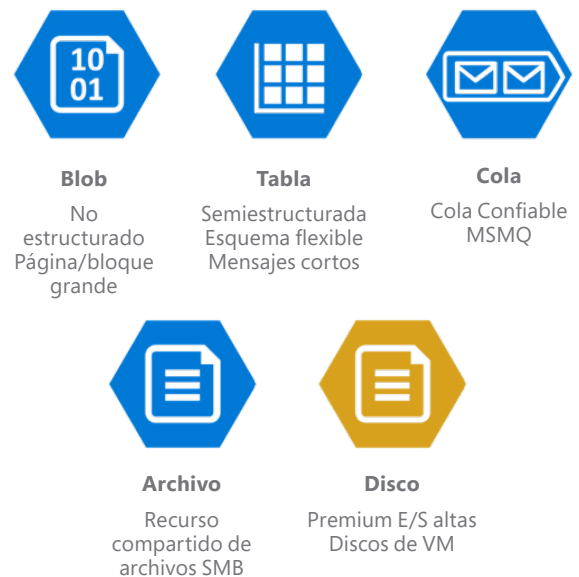 10
01
Blob
No
estructurado
Página/bloque
grande
Tabla
Semiestructurada
Esquema flexible
Mensajes cortos
Cola
Cola Confiable
MSMQ
Archivo
Recurso
compartido de
archivos SMB
Disco
Premium E/S altas
Discos de VM